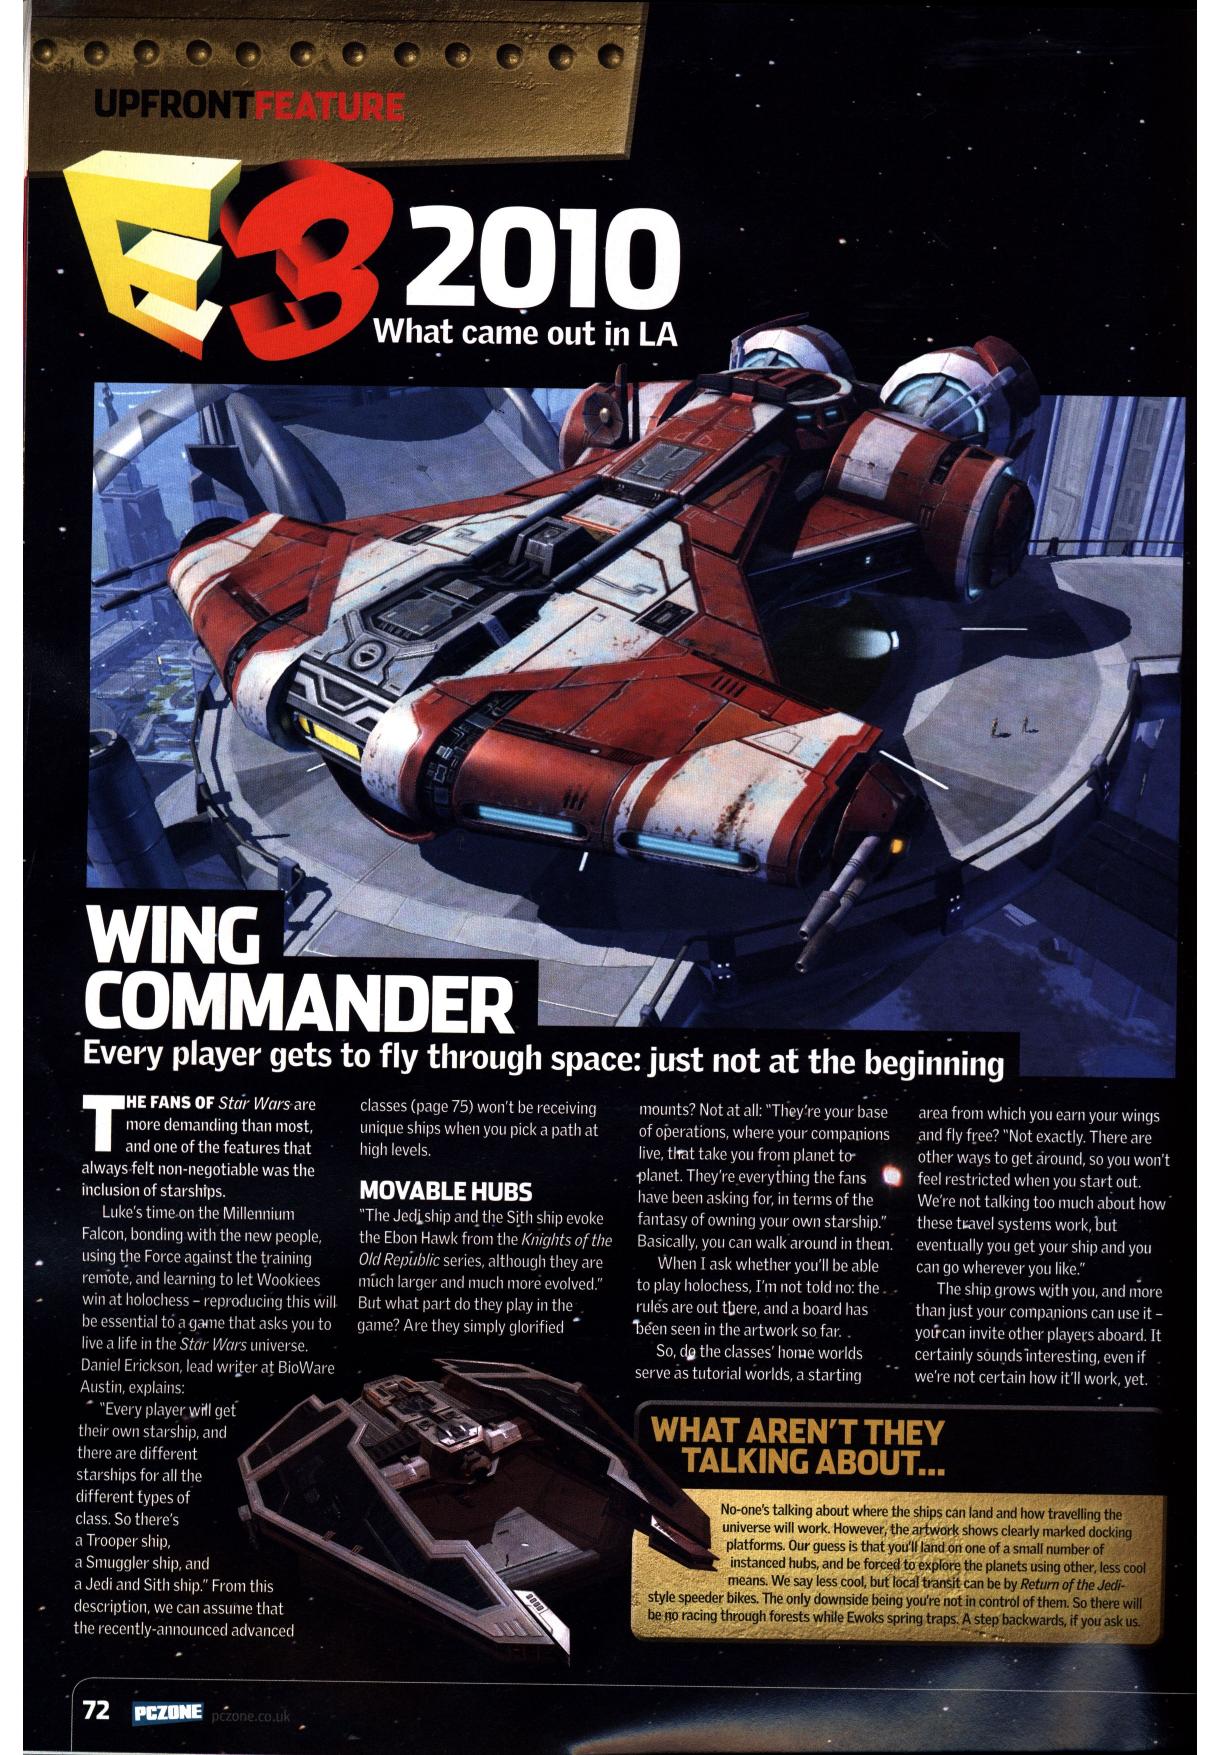 UPFRONTFEATURE
E3 2010
What came out in LA
WING
COMMANDER
Every player gets to fly through space: just not at the beginning
THE FANS OF Star Wars are
more demanding than most,
and one of the features that
always felt non-negotiable was the
inclusion of starships.
Luke's time on the Millennium
Falcon, bonding with the new people,
using the Force against the training
remote, and learning to let Wookiees
win at holochess – reproducing this will
be essential to a game that asks you to
live a life in the Star Wars universe.
Daniel Erickson, lead writer at BioWare
Austin, explains:
"Every player will get
their own starship, and
there are different
starships for all the
different types of
class. So there's
a Trooper ship,
a Smuggler ship, and
a Jedi and Sith ship." From this
description, we can assume that
the recently-announced advanced
classes (page 75) won't be receiving
unique ships when you pick a path at
high levels.
MOVABLE HUBS
"The Jedi ship and the Sith ship evoke
the Ebon Hawk from the Knights of the
Old Republic series, although they are
much larger and much more evolved."
But what part do they play in the
game? Are they simply glorified
mounts? Not at all: "They're your base
of operations, where your companions
live, that take you from planet to
planet. They're everything the fans
have been asking for, in terms of the
fantasy of owning your own starship."
Basically, you can walk around in them.
When I ask whether you'll be able
to play holochess, I'm not told no: the
rules are out there, and a board has
been seen in the artwork so far.
So, do the classes' home worlds
serve as tutorial worlds, a starting
area from which you earn your wings
and fly free? "Not exactly. There are
other ways to get around, so you won't
feel restricted when you start out.
We're not talking too much about how
these travel systems work, but
eventually you get your ship and you
can go wherever you like."
The ship grows with you, and more
than just your companions can use it –
you can invite other players aboard. It
certainly sounds interesting, even if
we're not certain how it'll work, yet.
WHAT AREN'T THEY
TALKING ABOUT...
No-one's talking about where the ships can land and how travelling the
universe will work. However, the artwork shows clearly marked docking
platforms. Our guess is that you'll land on one of a small number of
instanced hubs, and be forced to explore the planets using other, less cool
means. We say less cool, but local transit can be by Return of the Jedi-
style speeder bikes. The only downside being you're not in control of them. So there will
be no racing through forests while Ewoks spring traps. A step backwards, if you ask us.
72 PCZONE pczone.co.uk